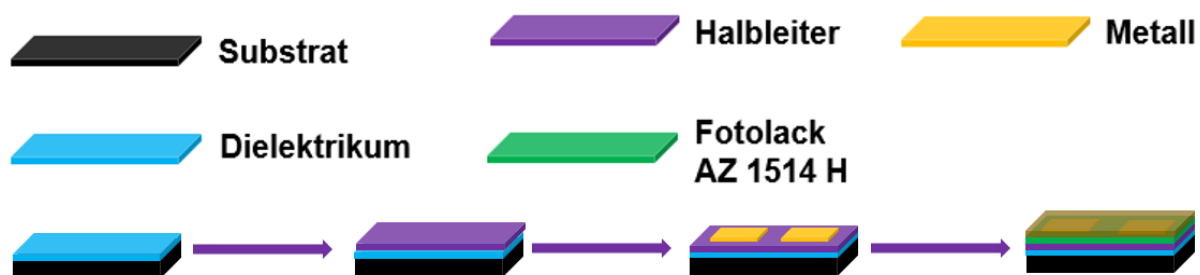 Substrat
Halbleiter
Metall
Dielektrikum
Fotolack
AZ 1514 H